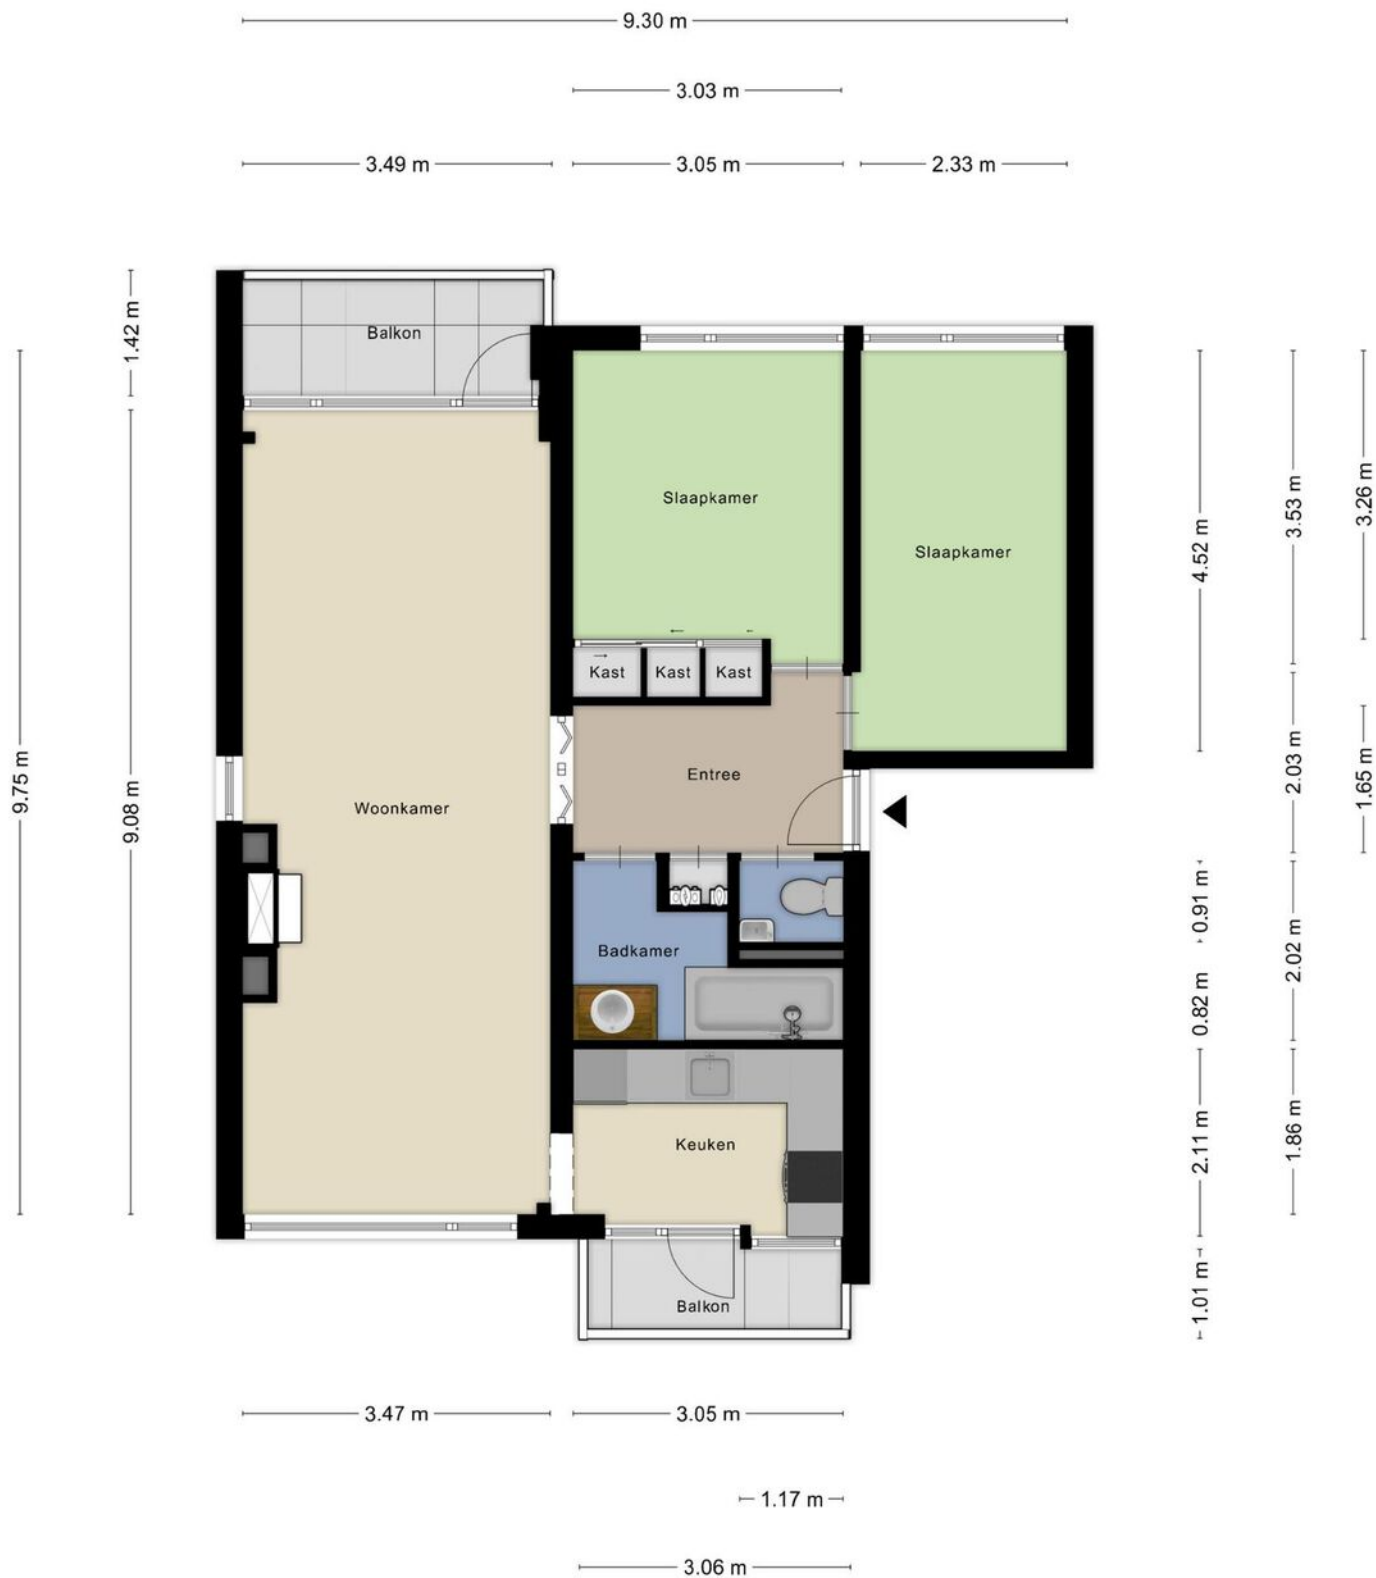 9.30 m
3.03 m
3.49 m
3.05 m
2.33 m
1.42 m
Balkon
9.75 m
9.08 m
Slaapkamer
Slaapkamer
4.52 m
3.53 m
3.26 m
Kast
Kast
Kast
Entree
Woonkamer
2.03 m
1.65 m
Badkamer
0.91 m
0.82 m
2.02 m
Keuken
2.11 m
1.86 m
Balkon
1.01 m
3.47 m
3.05 m
1.17 m
3.06 m